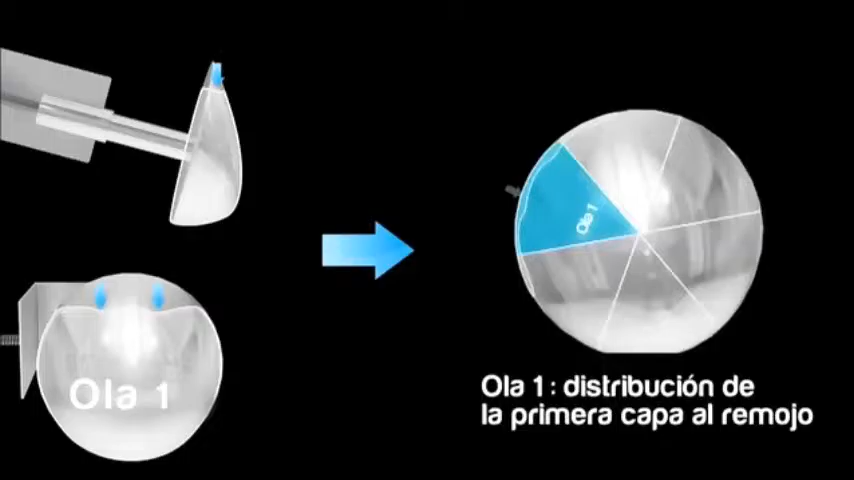 Ola 1
Ola 1
Ola 1 : distribución de
la primera capa al remojo